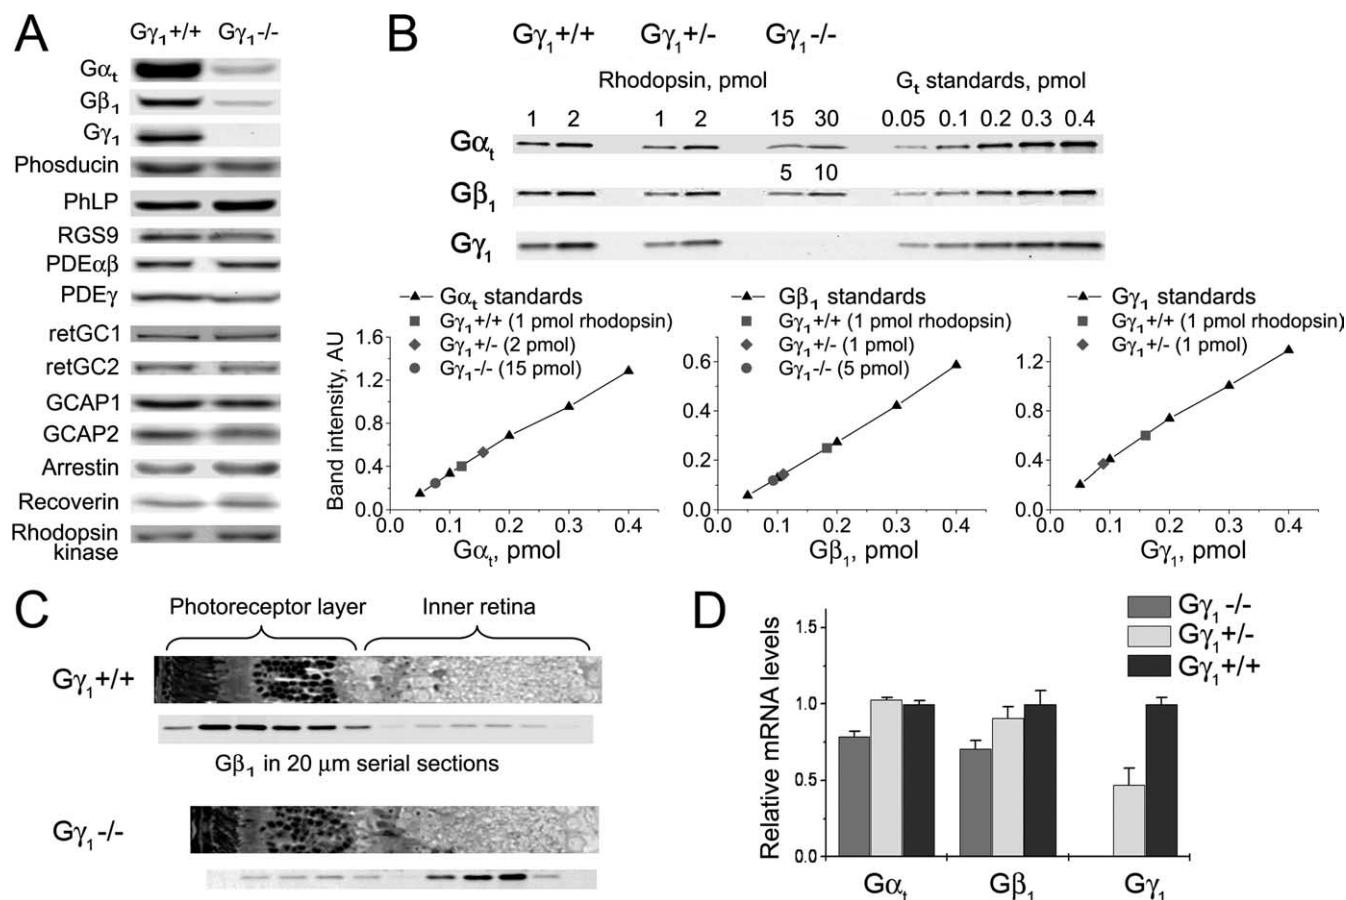 A
Gγ₁+/+ Gγ₁-/-
Gαt
Gβ₁
Gγ₁
Phosducin
PhLP
RGS9
PDEαβ
PDEγ
retGC1
retGC2
GCAP1
GCAP2
Arrestin
Recoverin
Rhodopsin
kinase
B
Gγ₁+/+ Gγ₁+/- Gγ₁-/-
Rhodopsin, pmol Gt standards, pmol
1 2 1 2 15 30 0.05 0.1 0.2 0.3 0.4
Gαt
5 10
Gβ₁
Gγ₁
Gαt standards
Gγ₁+/+ (1 pmol rhodopsin)
Gγ₁+/- (2 pmol)
Gγ₁-/- (15 pmol)
Band intensity, AU
1.6
1.2
0.8
0.4
0.0
0.0 0.1 0.2 0.3 0.4
Gαt, pmol
Gβ₁ standards
Gγ₁+/+ (1 pmol rhodopsin)
Gγ₁+/- (1 pmol)
Gγ₁-/- (5 pmol)
0.6
0.4
0.2
0.0
0.0 0.1 0.2 0.3 0.4
Gβ₁, pmol
Gγ₁ standards
Gγ₁+/+ (1 pmol rhodopsin)
Gγ₁+/- (1 pmol)
1.2
0.8
0.4
0.0
0.0 0.1 0.2 0.3 0.4
Gγ₁, pmol
C
Photoreceptor layer Inner retina
Gγ₁+/+
Gβ₁ in 20 μm serial sections
Gγ₁-/-
D
Relative mRNA levels
1.5
1.0
0.5
0.0
Gγ₁-/-
Gγ₁+/-
Gγ₁+/+
Gαt Gβ₁ Gγ₁